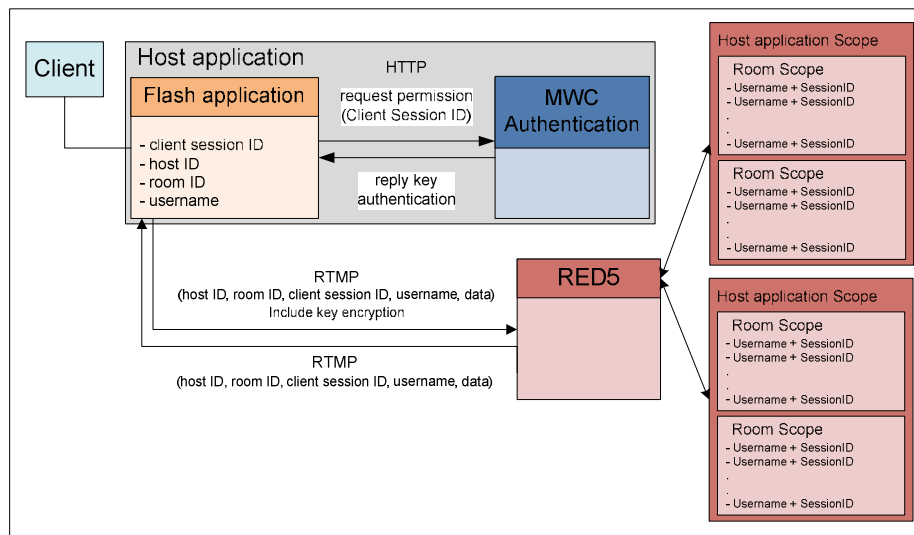 Client
Host application
Flash application
- client session ID
- host ID
- room ID
- username
HTTP
request permission
(Client Session ID)
reply key
authentication
MWC
Authentication
RTMP
(host ID, room ID, client session ID, username, data)
Include key encryption
RTMP
(host ID, room ID, client session ID, username, data)
RED5
Host application Scope
Room Scope
- Username + SessionID
- Username + SessionID
.
.
- Username + SessionID
Room Scope
- Username + SessionID
- Username + SessionID
.
.
- Username + SessionID
Host application Scope
Room Scope
- Username + SessionID
- Username + SessionID
.
.
- Username + SessionID
Room Scope
- Username + SessionID
- Username + SessionID
.
.
- Username + SessionID